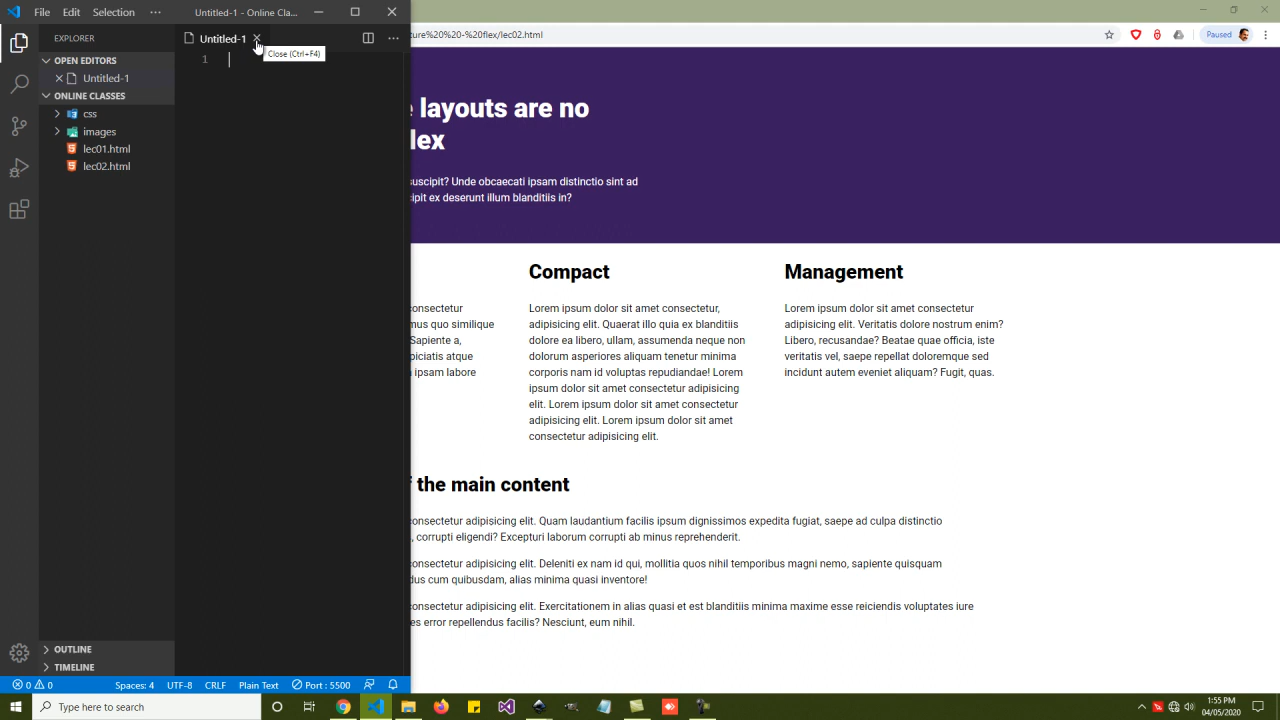 File Edit Selection ··· Untitled-1 - Online Cla...
EXPLORER
Untitled-1
Close (Ctrl+F4)
OPEN EDITORS
Untitled-1
ONLINE CLASSES
css
images
lec01.html
lec02.html
1
OUTLINE
TIMELINE
0 0
Spaces: 4 UTF-8 CRLF Plain Text Port : 5500
ture%20%20-%20flex/lec02.html
Paused
layouts are no
lex
suscipit? Unde obcaecati ipsam distinctio sint ad
cipit ex deserunt illum blanditiis in?
consectetur
mus quo similique
Sapiente a,
piciatis atque
ipsam labore
Compact
Lorem ipsum dolor sit amet consectetur,
adipisicing elit. Quaerat illo quia ex blanditiis
dolore ea libero, ullam, assumenda neque non
dolorum asperiores aliquam tenetur minima
corporis nam id voluptas repudiandae! Lorem
ipsum dolor sit amet consectetur adipisicing
elit. Lorem ipsum dolor sit amet consectetur
adipisicing elit. Lorem ipsum dolor sit amet
consectetur adipisicing elit.
Management
Lorem ipsum dolor sit amet consectetur
adipisicing elit. Veritatis dolore nostrum enim?
Libero, recusandae? Beatae quae officia, iste
veritatis vel, saepe repellat doloremque sed
incidunt autem eveniet aliquam? Fugit, quas.
f the main content
consectetur adipisicing elit. Quam laudantium facilis ipsum dignissimos expedita fugiat, saepe ad culpa distinctio
, corrupti eligendi? Excepturi laborum corrupti ab minus reprehenderit.
consectetur adipisicing elit. Deleniti ex nam id qui, mollitia quos nihil temporibus magni nemo, sapiente quisquam
dus cum quibusdam, alias minima quasi inventore!
consectetur adipisicing elit. Exercitationem in alias quasi et est blanditiis minima maxime esse reiciendis voluptates iure
es error repellendus facilis? Nesciunt, eum nihil.
Type here to search
1:55 PM
04/05/2020